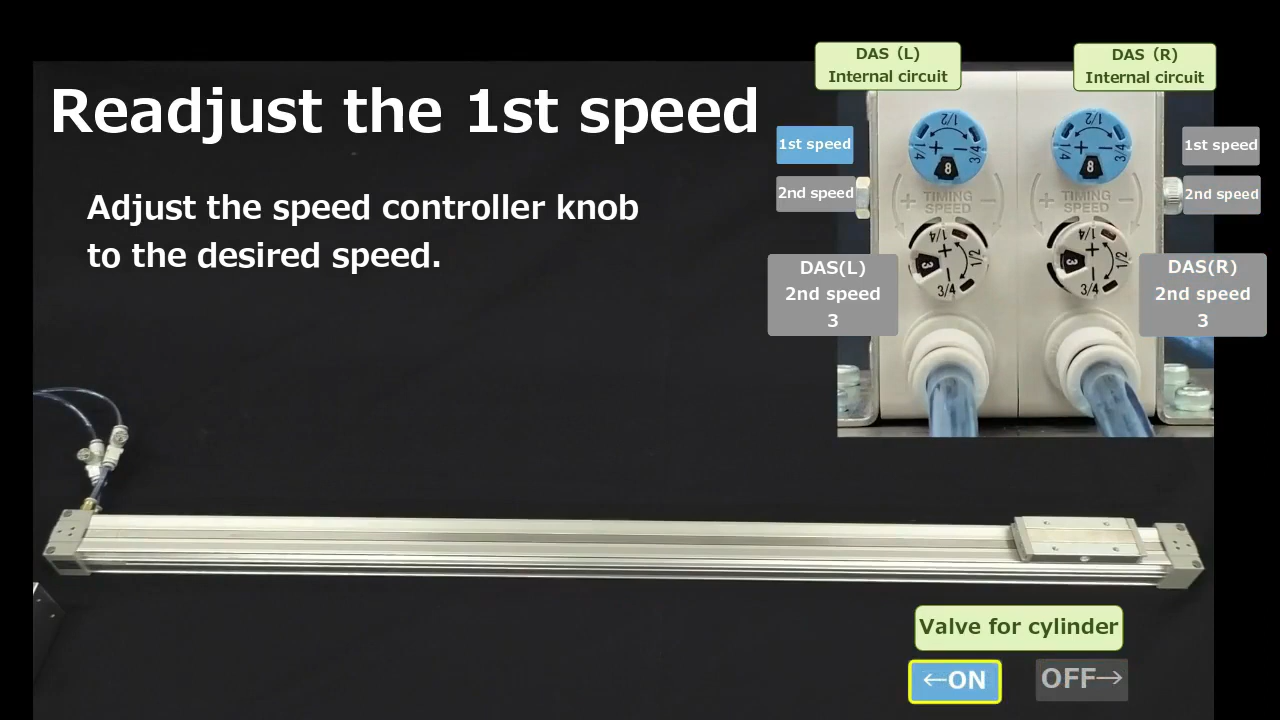 Readjust the 1st speed
Adjust the speed controller knob
to the desired speed.
DAS (L)
Internal circuit
DAS (R)
Internal circuit
1st speed
2nd speed
1st speed
2nd speed
1/2
1/4
+
−
3/4
8
1/2
1/4
+
−
3/4
8
+ TIMING −
SPEED
+ TIMING −
SPEED
1/4
+
1/2
3
−
3/4
1/4
+
1/2
3
−
3/4
DAS(L)
2nd speed
3
DAS(R)
2nd speed
3
Valve for cylinder
←ON
OFF→